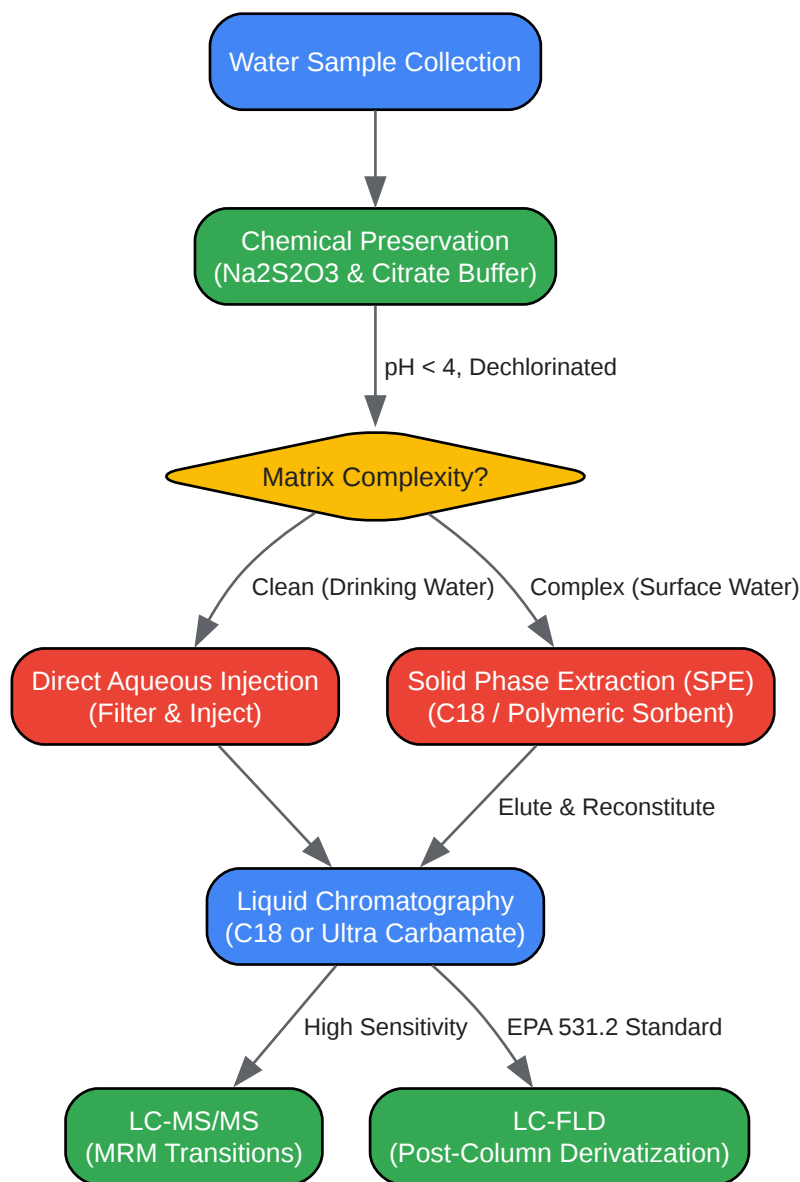 Water Sample Collection
Chemical Preservation
(Na2S2O3 & Citrate Buffer)
pH < 4, Dechlorinated
Matrix Complexity?
Clean (Drinking Water)
Complex (Surface Water)
Direct Aqueous Injection
(Filter & Inject)
Solid Phase Extraction (SPE)
(C18 / Polymeric Sorbent)
Elute & Reconstitute
Liquid Chromatography
(C18 or Ultra Carbamate)
High Sensitivity
EPA 531.2 Standard
LC-MS/MS
(MRM Transitions)
LC-FLD
(Post-Column Derivatization)